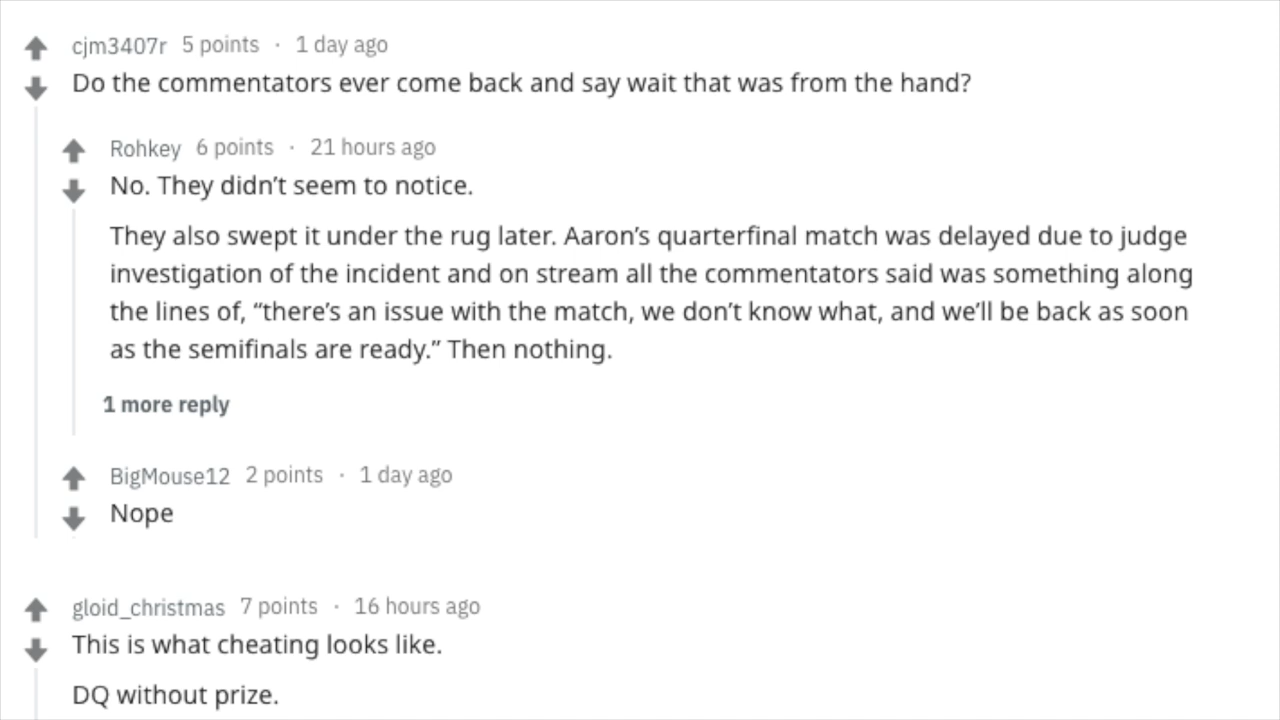 cjm3407r 5 points · 1 day ago
Do the commentators ever come back and say wait that was from the hand?
Rohkey 6 points · 21 hours ago
No. They didn’t seem to notice.
They also swept it under the rug later. Aaron’s quarterfinal match was delayed due to judge
investigation of the incident and on stream all the commentators said was something along
the lines of, “there’s an issue with the match, we don’t know what, and we’ll be back as soon
as the semifinals are ready.” Then nothing.
1 more reply
BigMouse12 2 points · 1 day ago
Nope
gloid_christmas 7 points · 16 hours ago
This is what cheating looks like.
DQ without prize.